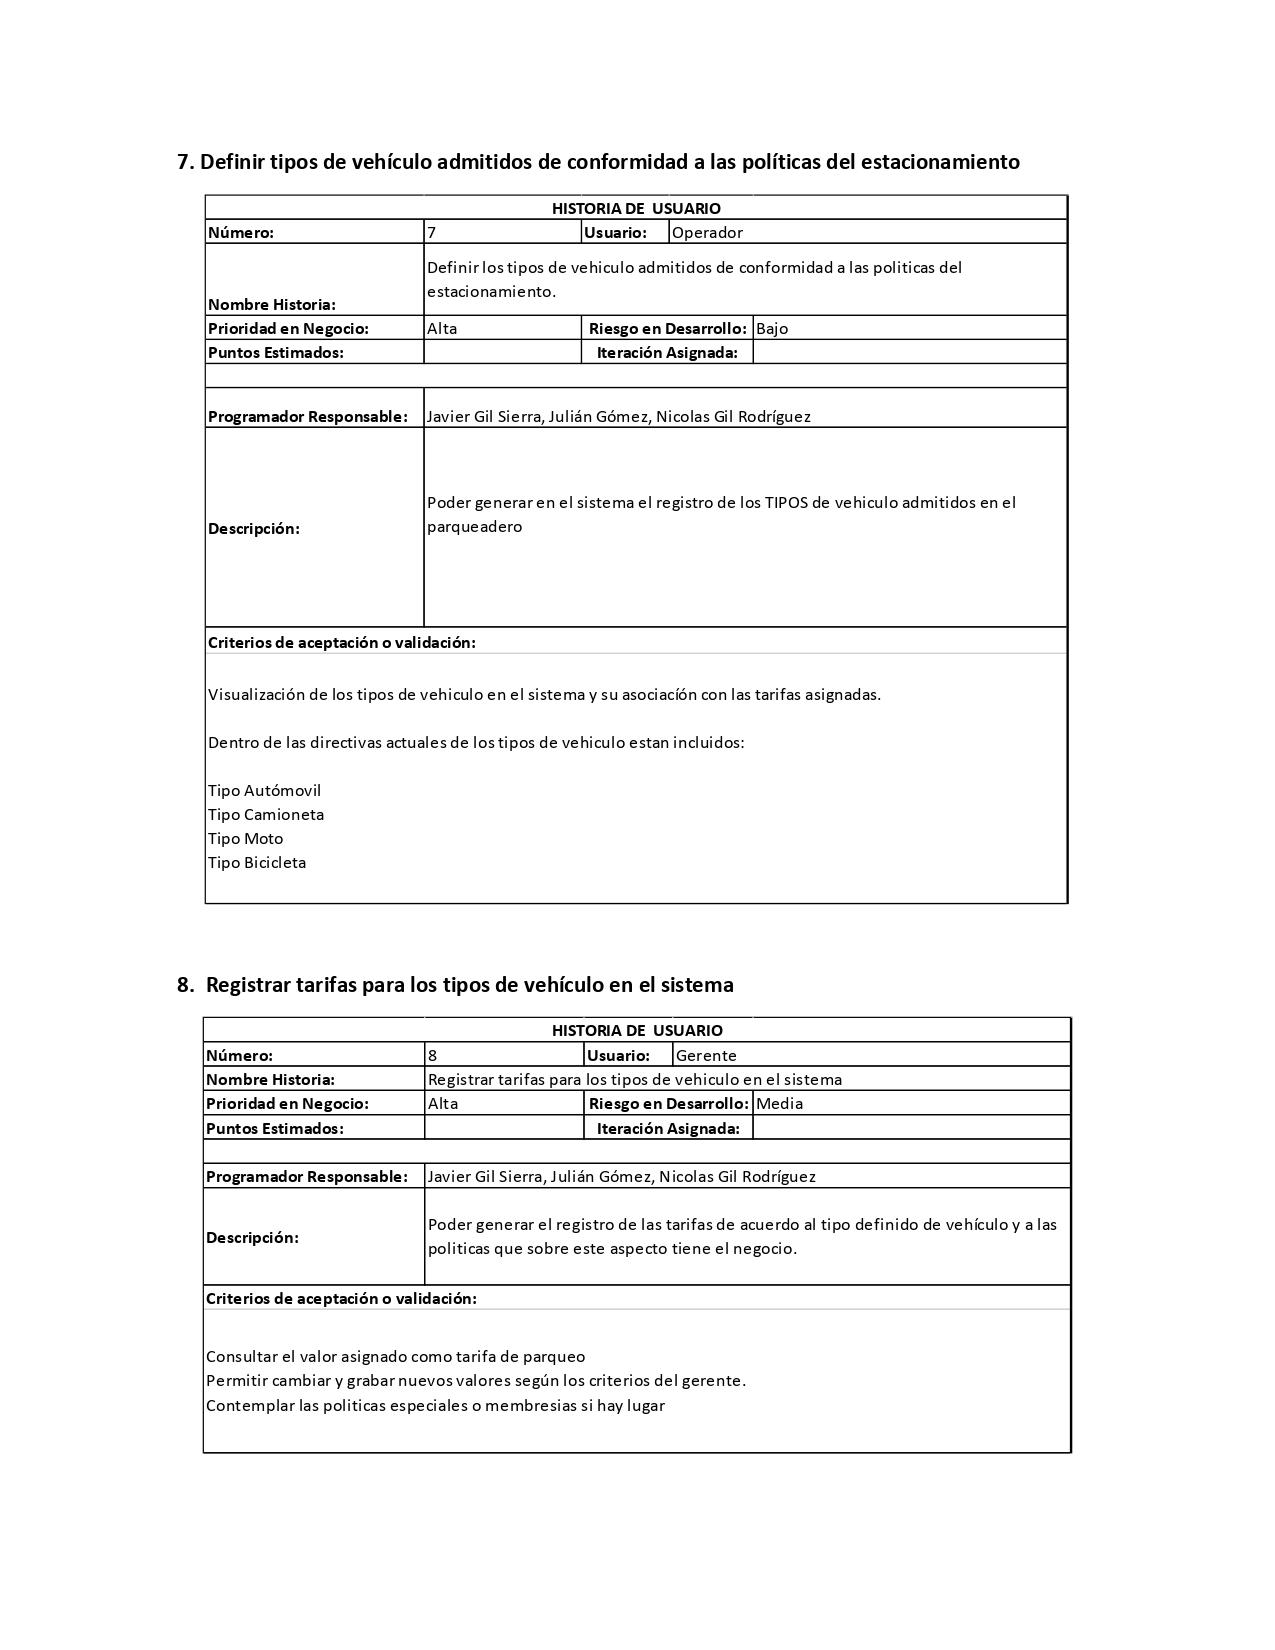 7. Definir tipos de vehículo admitidos de conformidad a las políticas del estacionamiento
HISTORIA DE USUARIO
Número: 7 Usuario: Operador
Definir los tipos de vehiculo admitidos de conformidad a las politicas del
estacionamiento.
Nombre Historia:
Prioridad en Negocio: Alta Riesgo en Desarrollo: Bajo
Puntos Estimados: Iteración Asignada:
Programador Responsable: Javier Gil Sierra, Julián Gómez, Nicolas Gil Rodríguez
Poder generar en el sistema el registro de los TIPOS de vehiculo admitidos en el
parqueadero
Descripción:
Criterios de aceptación o validación:
Visualización de los tipos de vehiculo en el sistema y su asociacíón con las tarifas asignadas.
Dentro de las directivas actuales de los tipos de vehiculo estan incluidos:
Tipo Autómovil
Tipo Camioneta
Tipo Moto
Tipo Bicicleta
8. Registrar tarifas para los tipos de vehículo en el sistema
HISTORIA DE USUARIO
Número: 8 Usuario: Gerente
Nombre Historia: Registrar tarifas para los tipos de vehiculo en el sistema
Prioridad en Negocio: Alta Riesgo en Desarrollo: Media
Puntos Estimados: Iteración Asignada:
Programador Responsable: Javier Gil Sierra, Julián Gómez, Nicolas Gil Rodríguez
Poder generar el registro de las tarifas de acuerdo al tipo definido de vehículo y a las
Descripción:
politicas que sobre este aspecto tiene el negocio.
Criterios de aceptación o validación:
Consultar el valor asignado como tarifa de parqueo
Permitir cambiar y grabar nuevos valores según los criterios del gerente.
Contemplar las politicas especiales o membresias si hay lugar